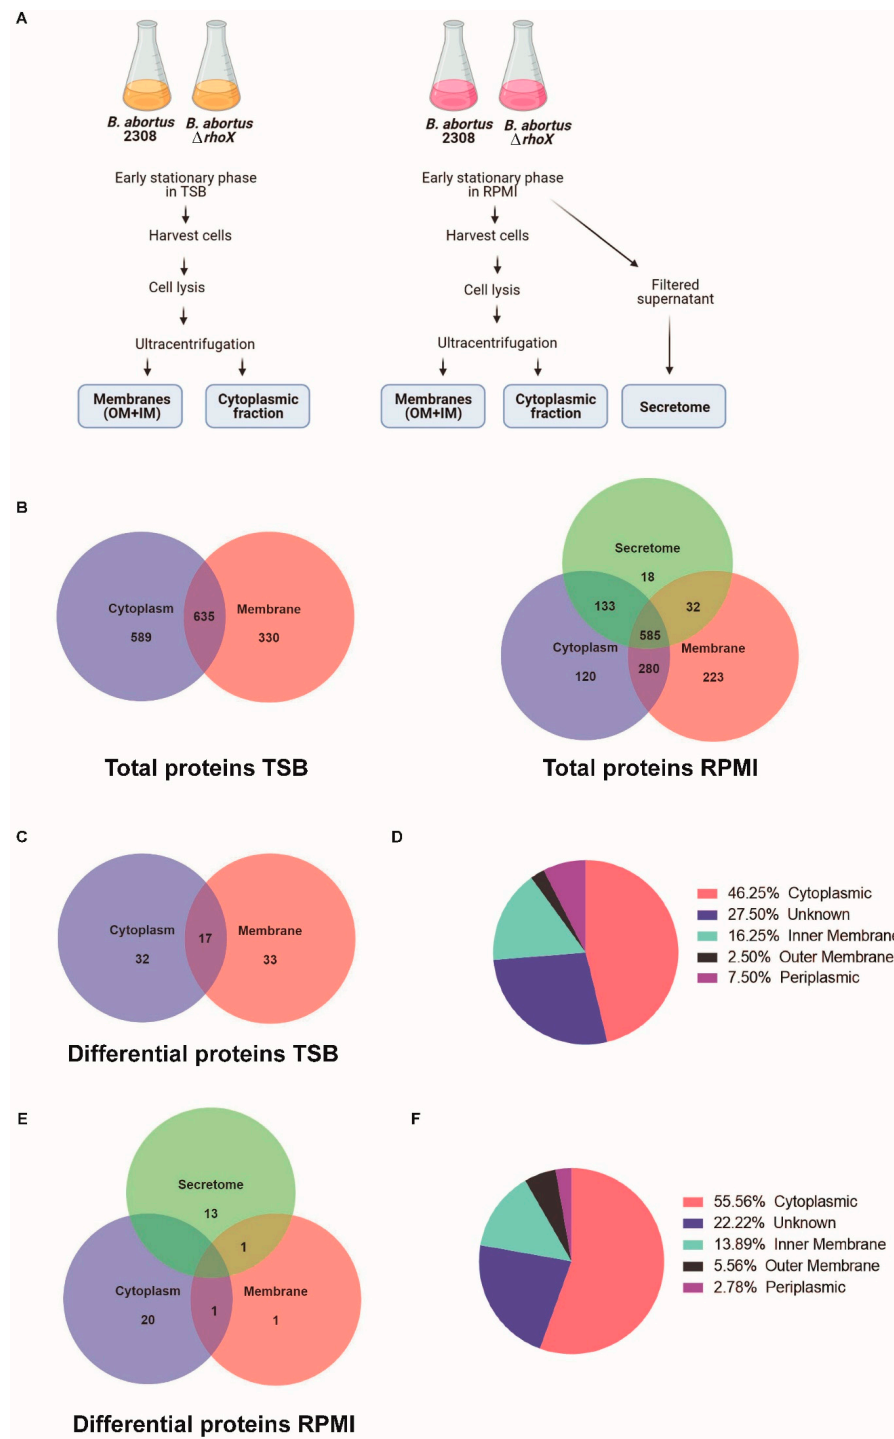 A
B. abortus
2308
B. abortus
ΔrhoX
B. abortus
2308
B. abortus
ΔrhoX
Early stationary phase
in TSB
Harvest cells
Cell lysis
Ultracentrifugation
Membranes
(OM+IM)
Cytoplasmic
fraction
Early stationary phase
in RPMI
Harvest cells
Cell lysis
Ultracentrifugation
Membranes
(OM+IM)
Cytoplasmic
fraction
Filtered
supernatant
Secretome
B
Cytoplasm
589
635
Membrane
330
Total proteins TSB
Secretome
18
133
32
585
Cytoplasm
120
280
Membrane
223
Total proteins RPMI
C
Cytoplasm
32
17
Membrane
33
Differential proteins TSB
D
46.25% Cytoplasmic
27.50% Unknown
16.25% Inner Membrane
2.50% Outer Membrane
7.50% Periplasmic
E
Secretome
13
1
Cytoplasm
20
1
Membrane
1
Differential proteins RPMI
F
55.56% Cytoplasmic
22.22% Unknown
13.89% Inner Membrane
5.56% Outer Membrane
2.78% Periplasmic